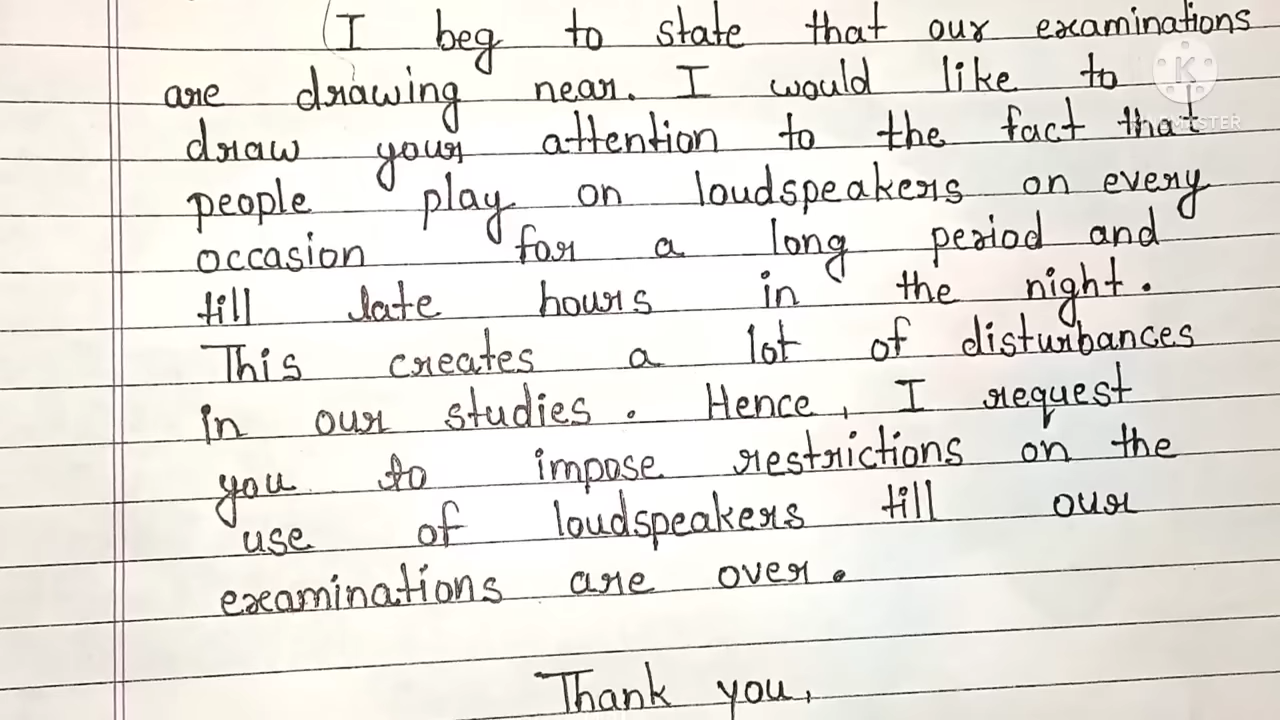 I beg to state that our examinations
are drawing near. I would like to
draw your attention to the fact that
people play on loudspeakers on every
occasion for a long period and
till late hours in the night.
This creates a lot of disturbances
in our studies. Hence, I request
you to impose restrictions on the
use of loudspeakers till our
examinations are over.
Thank you,